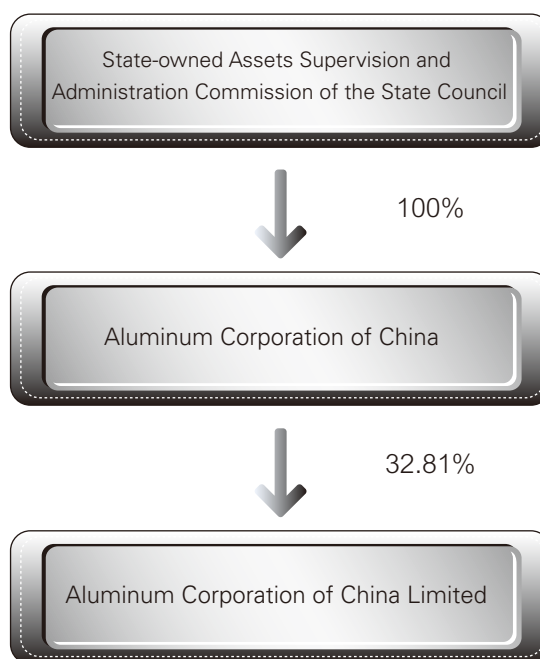 State-owned Assets Supervision and
Administration Commission of the State Council
100%
Aluminum Corporation of China
32.81%
Aluminum Corporation of China Limited